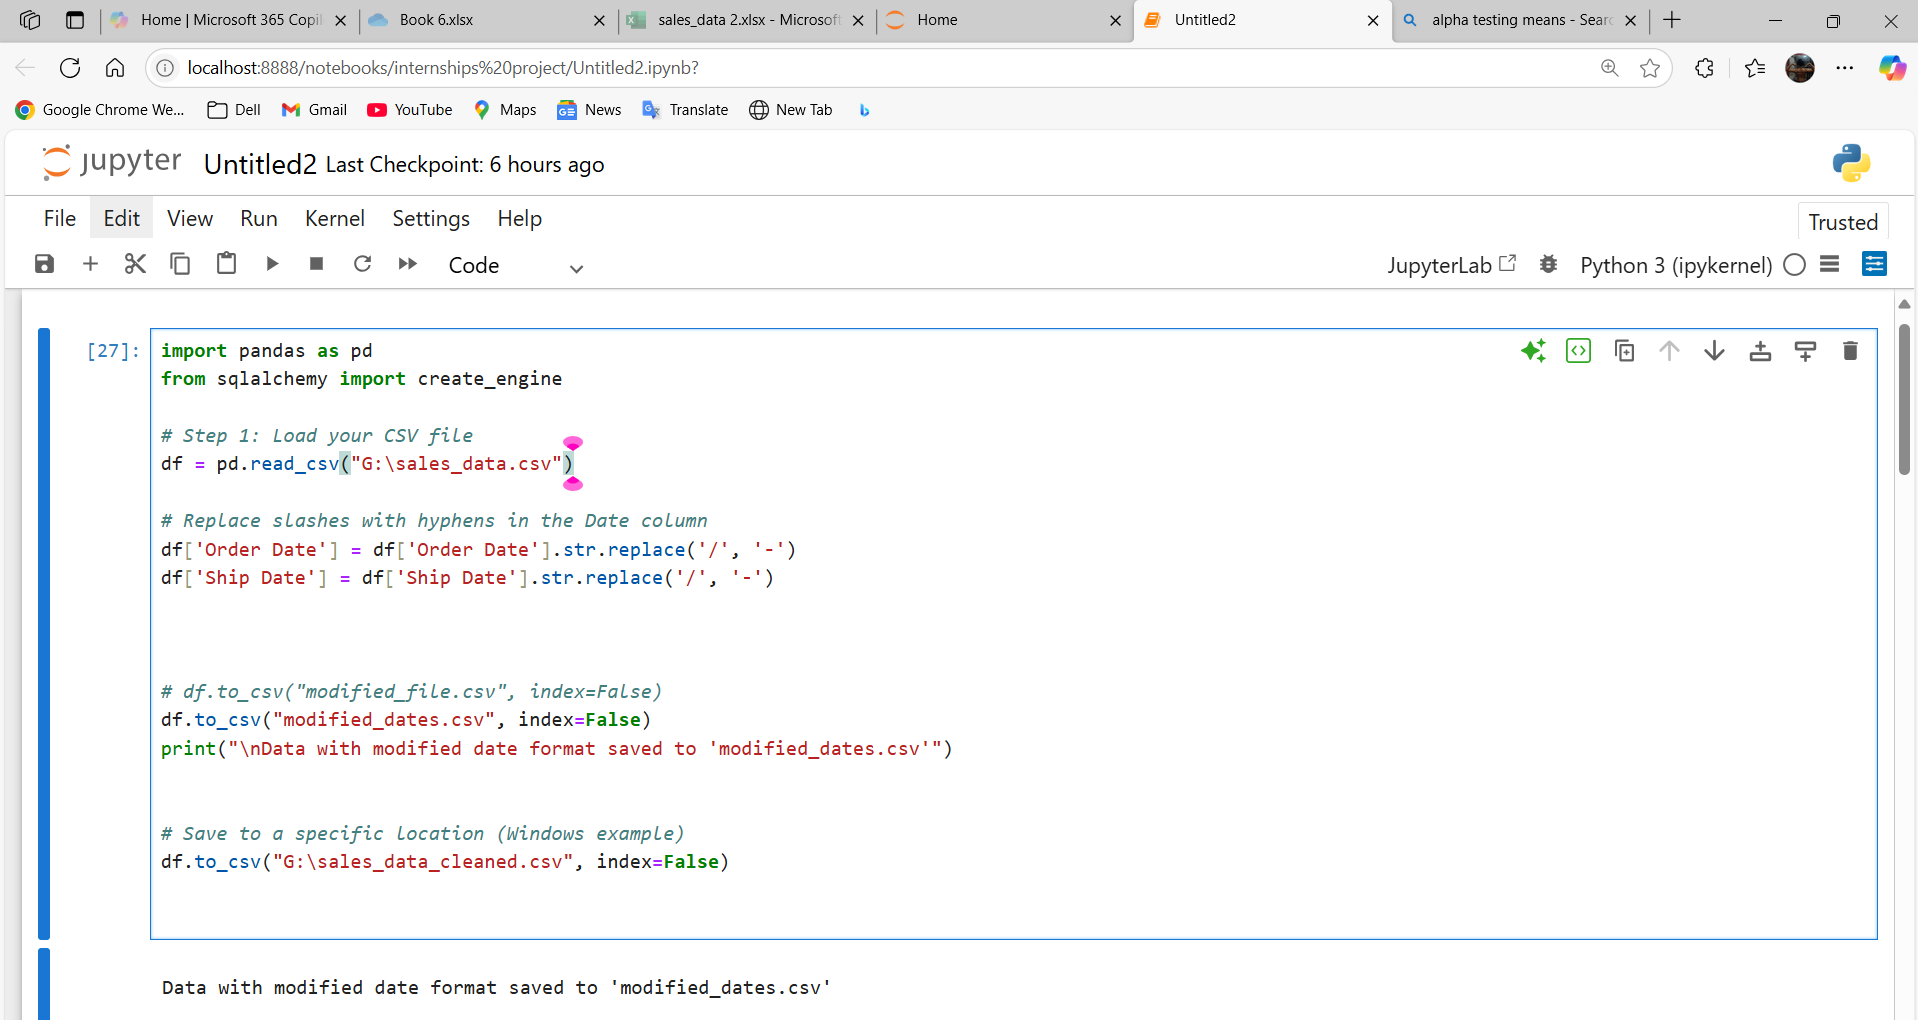 Home | Microsoft 365 Copil
Book 6.xlsx
sales_data 2.xlsx - Microsoft
Home
Untitled2
alpha testing means - Searc
localhost:8888/notebooks/internships%20project/Untitled2.ipynb?
Google Chrome We...
Dell
Gmail
YouTube
Maps
News
Translate
New Tab
jupyter Untitled2 Last Checkpoint: 6 hours ago
File Edit View Run Kernel Settings Help
Trusted
Code
JupyterLab
Python 3 (ipykernel)
[27]:
import pandas as pd
from sqlalchemy import create_engine
# Step 1: Load your CSV file
df = pd.read_csv("G:\sales_data.csv")
# Replace slashes with hyphens in the Date column
df['Order Date'] = df['Order Date'].str.replace('/', '-')
df['Ship Date'] = df['Ship Date'].str.replace('/', '-')
# df.to_csv("modified_file.csv", index=False)
df.to_csv("modified_dates.csv", index=False)
print("\nData with modified date format saved to 'modified_dates.csv'")
# Save to a specific location (Windows example)
df.to_csv("G:\sales_data_cleaned.csv", index=False)
Data with modified date format saved to 'modified_dates.csv'